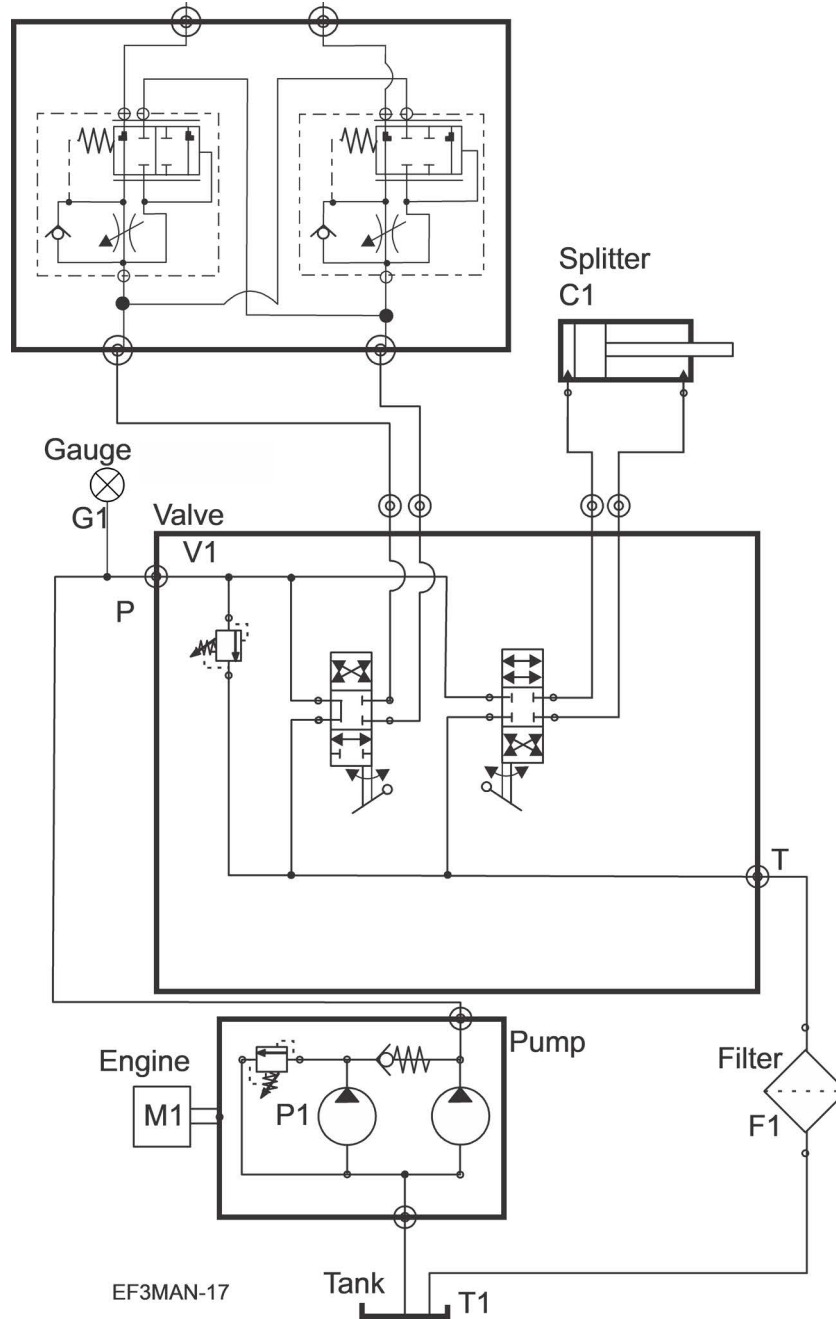 Splitter
C1
Gauge
G1
Valve
V1
P
T
Pump
Engine
M1
P1
Filter
F1
Tank
T1
EF3MAN-17